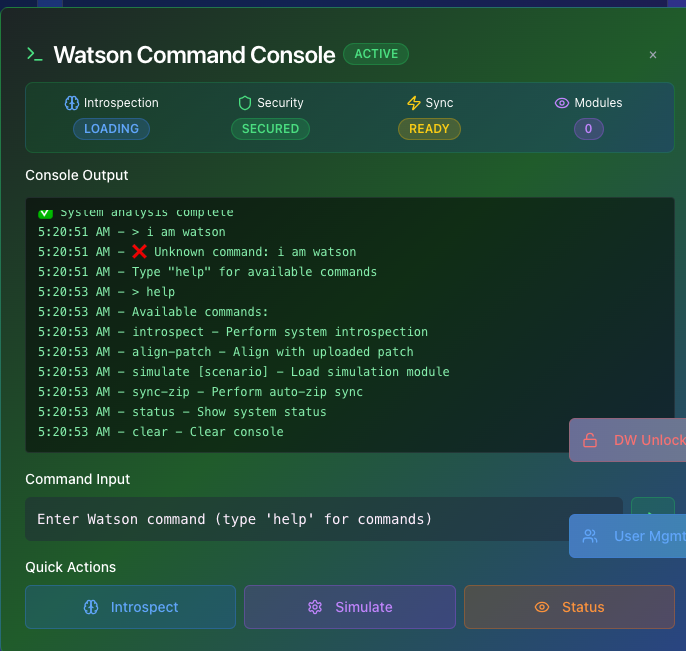 Watson Command Console ACTIVE ×
Introspection Security Sync Modules
LOADING SECURED READY 0
Console Output
✅ System analysis complete
5:20:51 AM – > i am watson
5:20:51 AM – ❌ Unknown command: i am watson
5:20:51 AM – Type "help" for available commands
5:20:53 AM – > help
5:20:53 AM – Available commands:
5:20:53 AM – introspect – Perform system introspection
5:20:53 AM – align-patch – Align with uploaded patch
5:20:53 AM – simulate [scenario] – Load simulation module
5:20:53 AM – sync-zip – Perform auto-zip sync
5:20:53 AM – status – Show system status
5:20:53 AM – clear – Clear console
DW Unlock
Command Input
Enter Watson command (type 'help' for commands)
User Mgmt
Quick Actions
Introspect Simulate Status